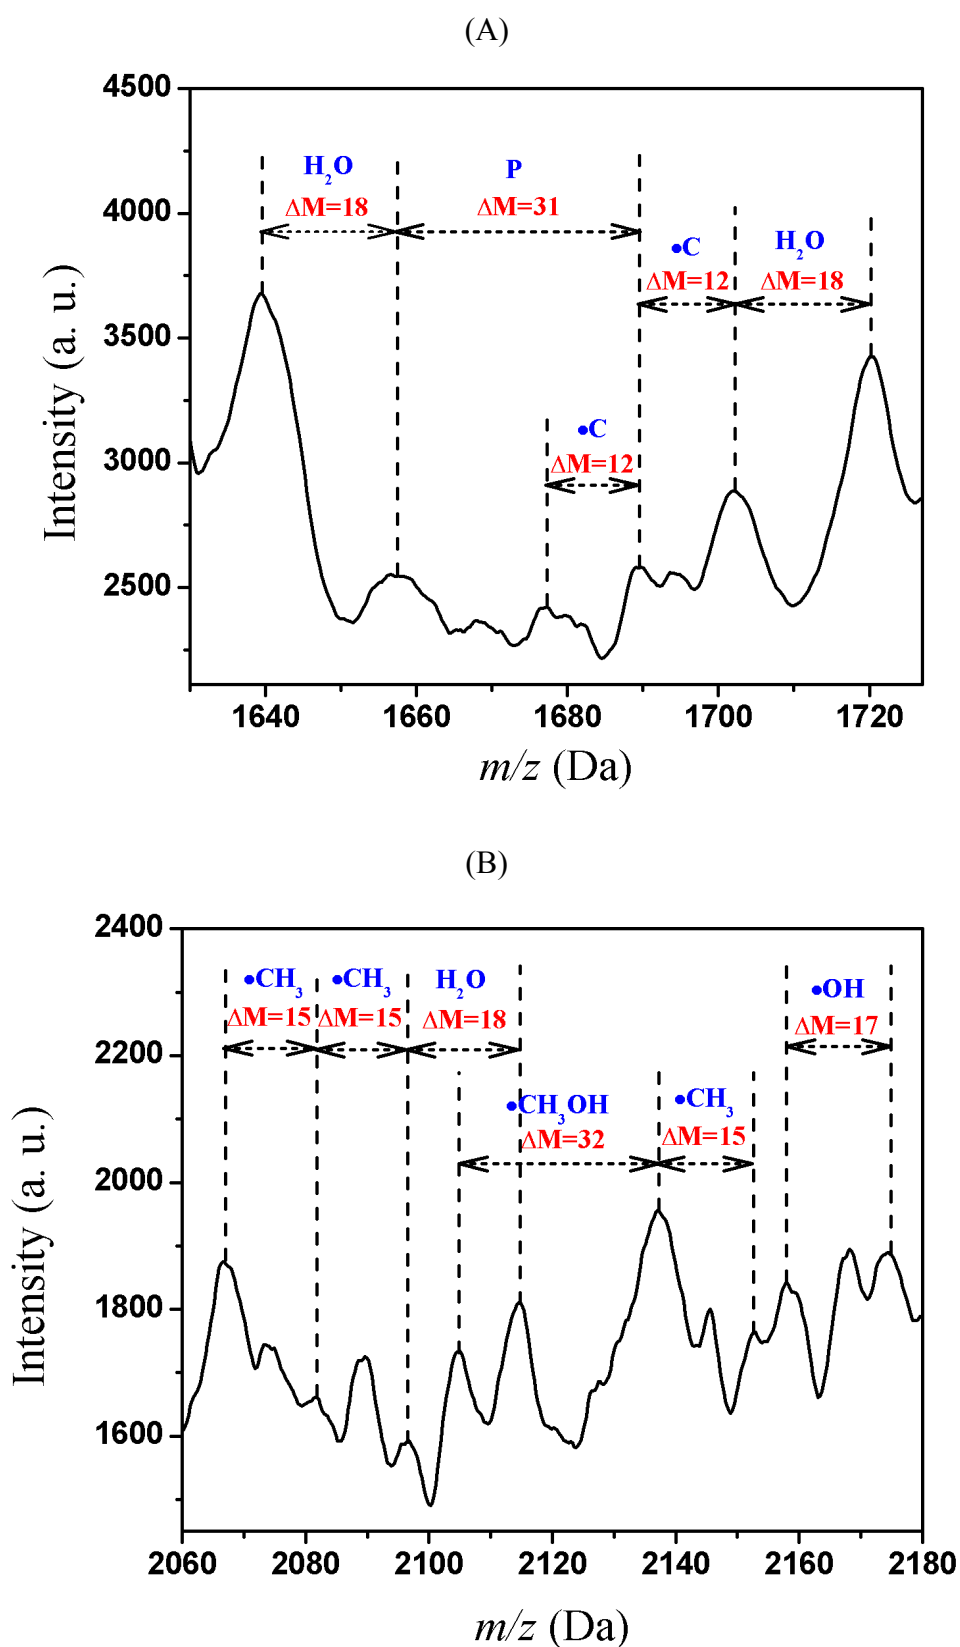 (A)
4500
4000
3500
3000
2500
Intensity (a. u.)
H₂O
ΔM=18
P
ΔM=31
•C
ΔM=12
H₂O
ΔM=18
•C
ΔM=12
1640
1660
1680
1700
1720
m/z (Da)
(B)
2400
2200
2000
1800
1600
Intensity (a. u.)
•CH₃
ΔM=15
•CH₃
ΔM=15
H₂O
ΔM=18
•OH
ΔM=17
•CH₃OH
ΔM=32
•CH₃
ΔM=15
2060
2080
2100
2120
2140
2160
2180
m/z (Da)